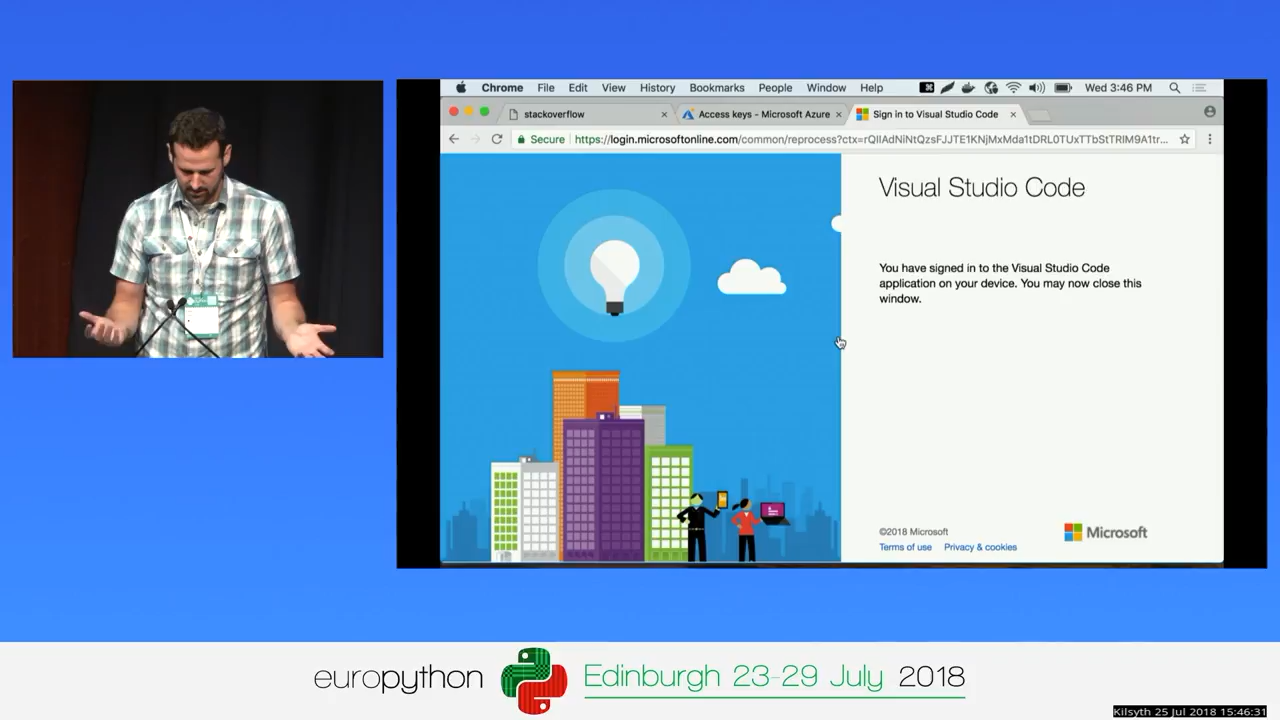 Chrome File Edit View History Bookmarks People Window Help Wed 3:46 PM
stackoverflow Access keys - Microsoft Azure Sign in to Visual Studio Code
Secure https://login.microsoftonline.com/common/reprocess?ctx=rQIIAdNiNtQzsFJJTE1KNjMxMda1tDRL0TUxTTbStTRIM9A1tr...
Visual Studio Code
You have signed in to the Visual Studio Code
application on your device. You may now close this
window.
©2018 Microsoft
Microsoft
Terms of use Privacy & cookies
europython Edinburgh 23-29 July 2018
Kilsyth 25 Jul 2018 15:46:31